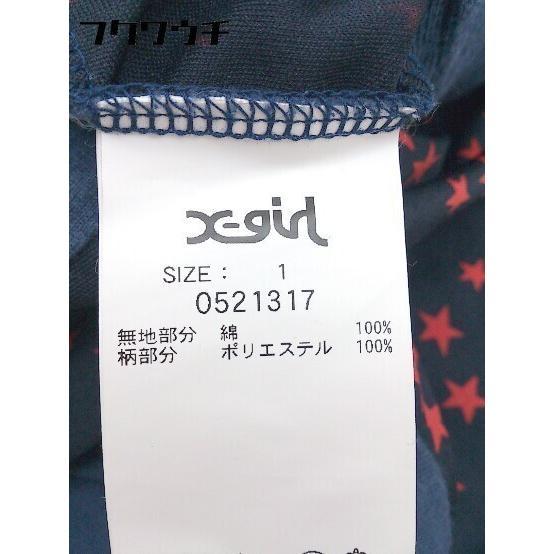 フクワウチ
X-girl
SIZE : 1
0521317
無地部分 綿 100%
柄部分 ポリエステル 100%